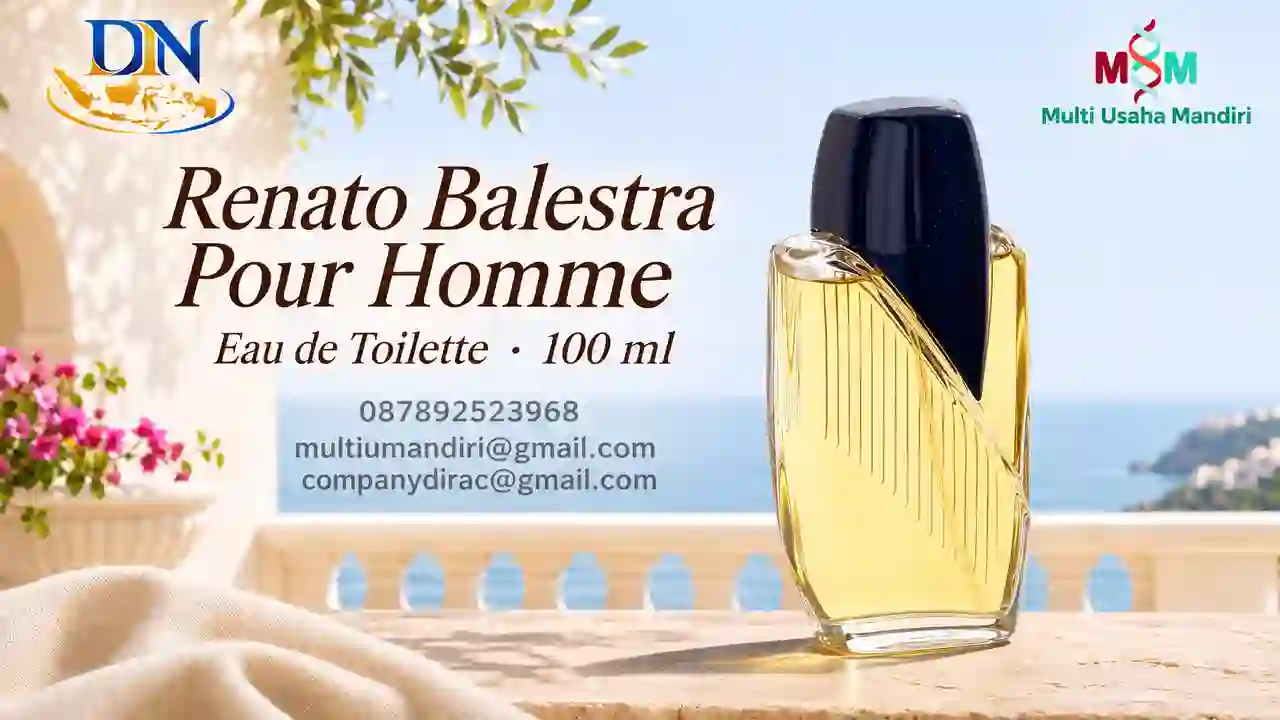 DN
MSM
Multi Usaha Mandiri
Renato Balestra
Pour Homme
Eau de Toilette · 100 ml
087892523968
multiumandiri@gmail.com
companydirac@gmail.com